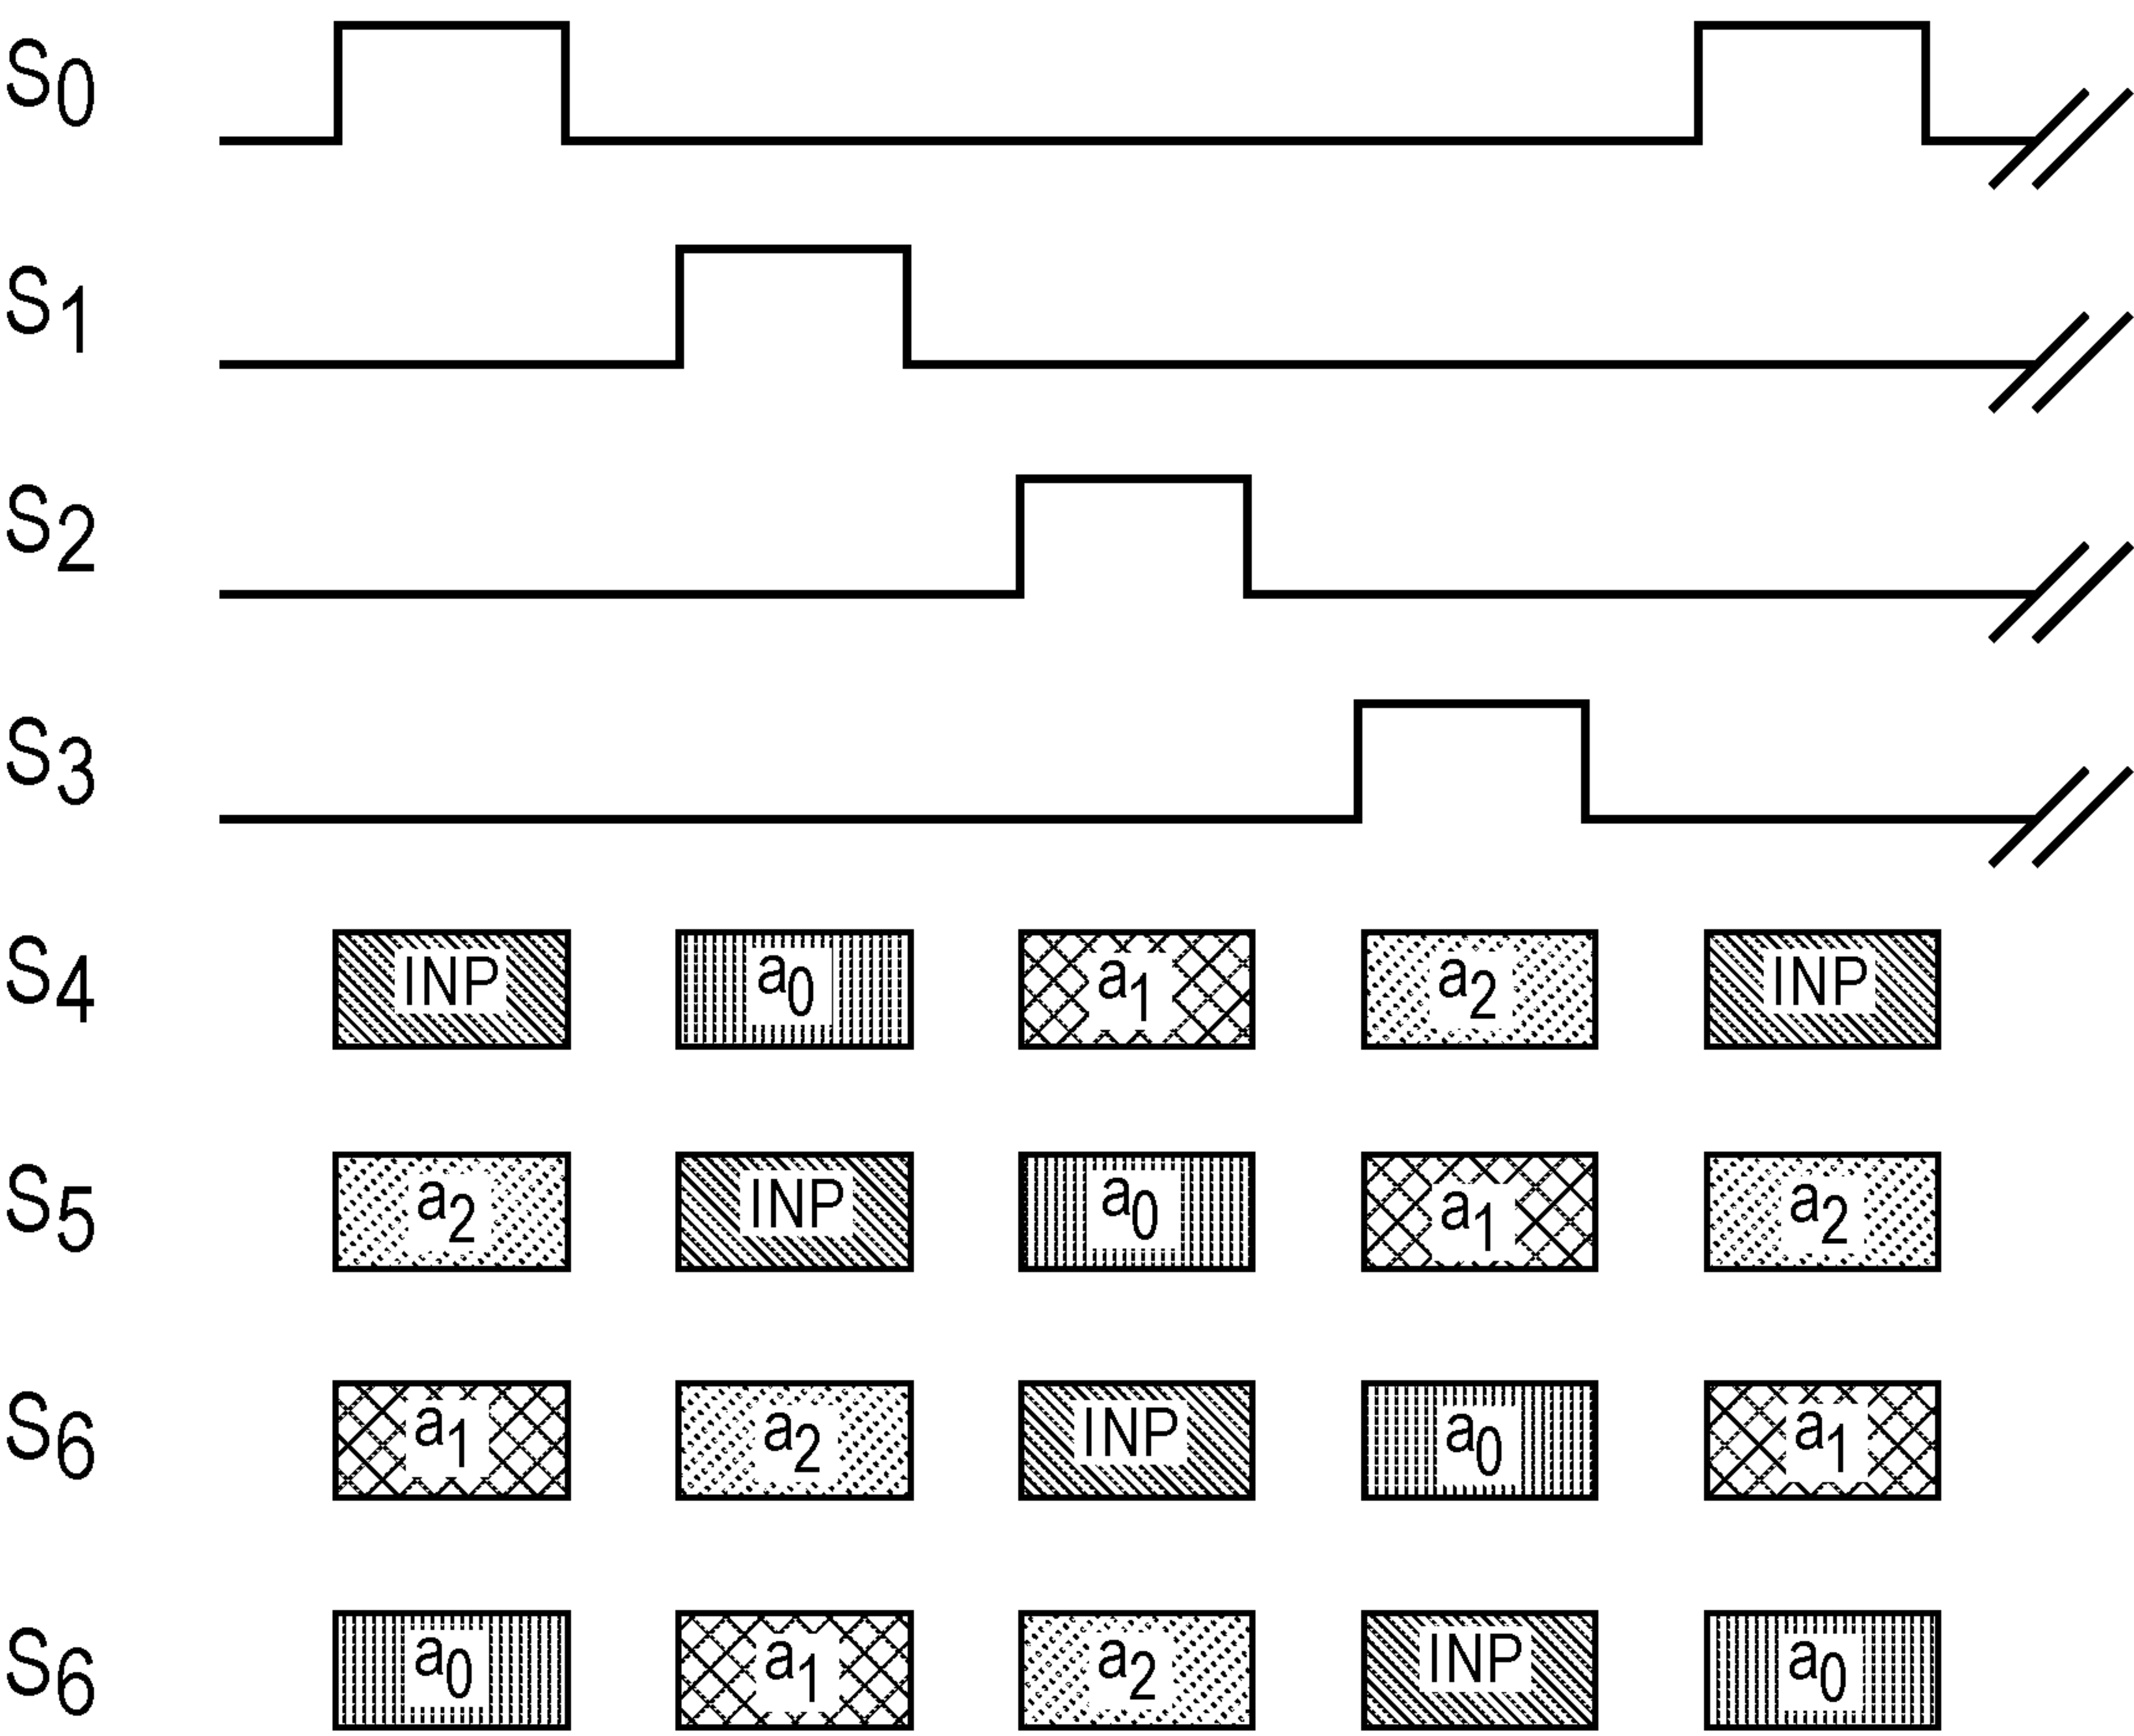 S0
S1
S2
S3
S4 INP a0 a1 a2 INP
S5 a2 INP a0 a1 a2
S6 a1 a2 INP a0 a1
S6 a0 a1 a2 INP a0